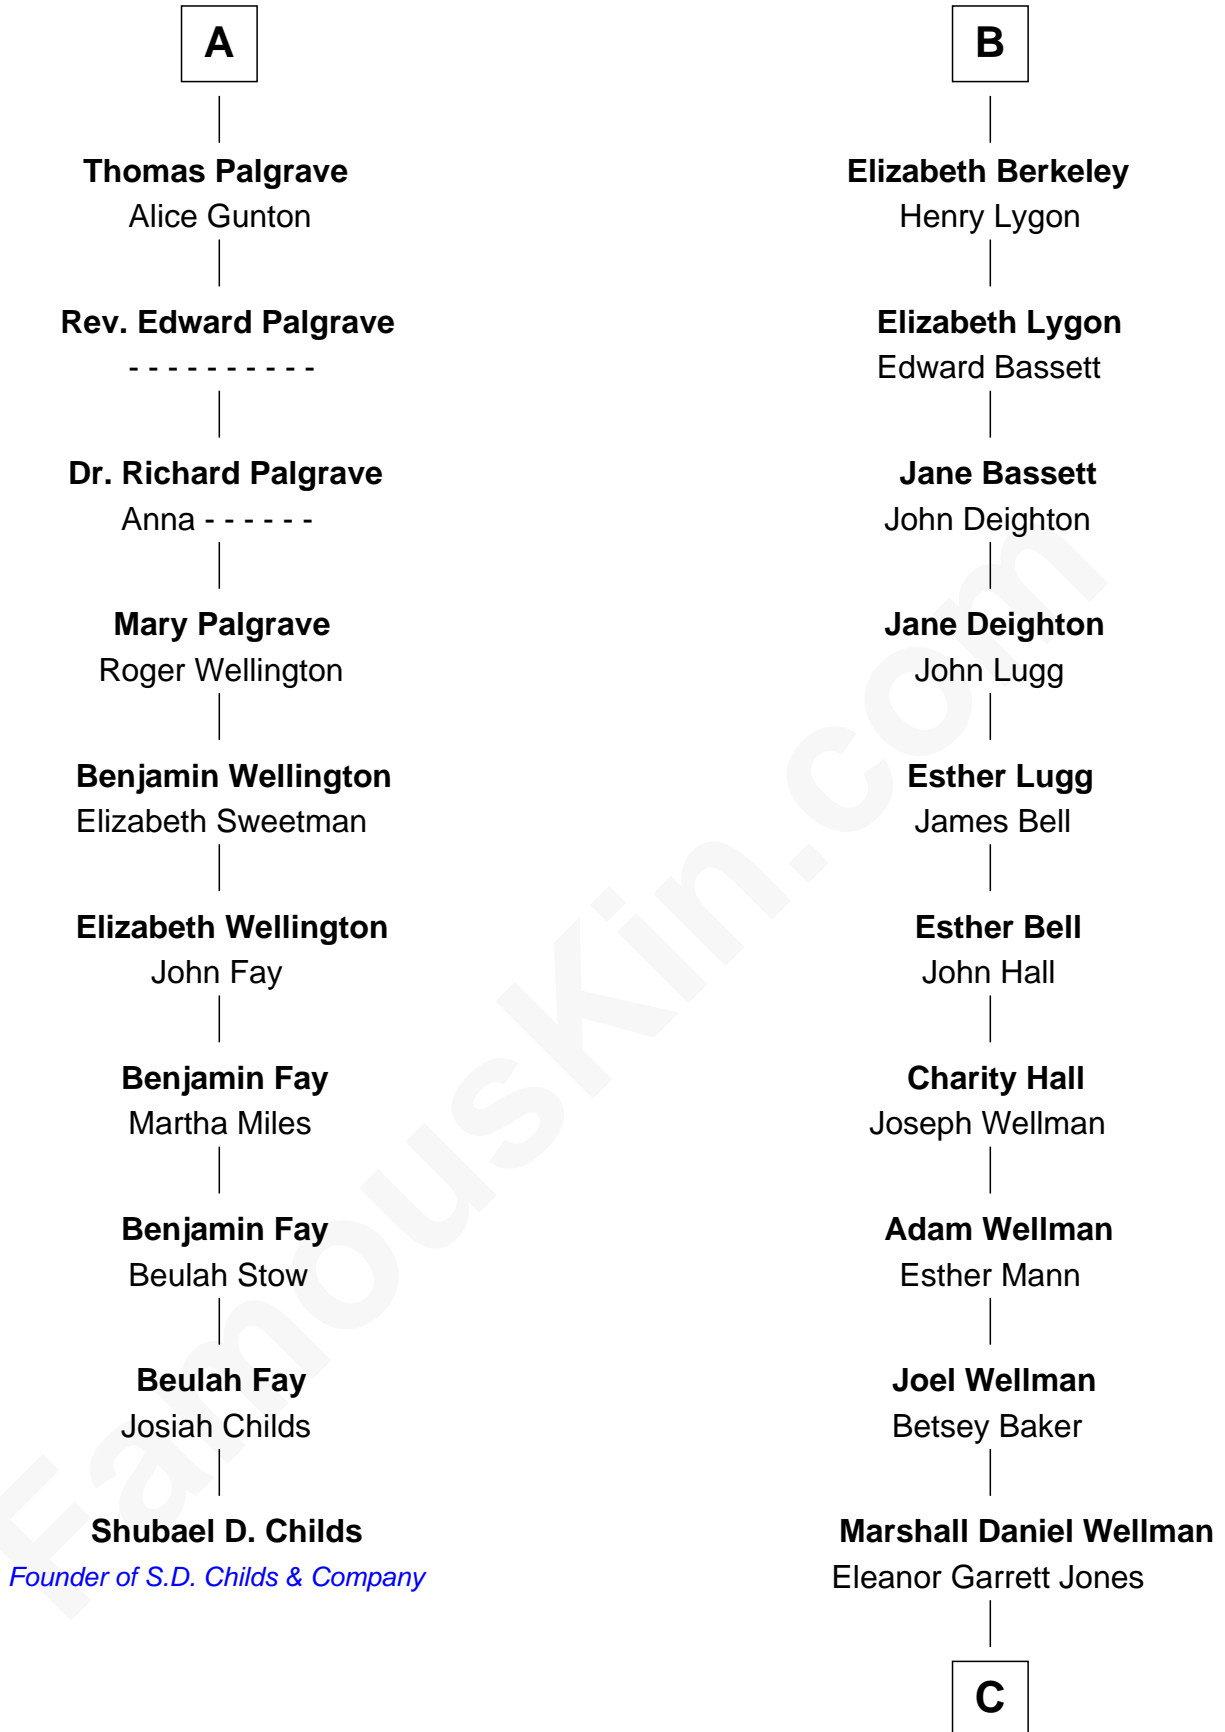 A
Thomas Palgrave
Alice Gunton
Rev. Edward Palgrave
- - - - - - - - - -
Dr. Richard Palgrave
Anna - - - - - -
Mary Palgrave
Roger Wellington
Benjamin Wellington
Elizabeth Sweetman
Elizabeth Wellington
John Fay
Benjamin Fay
Martha Miles
Benjamin Fay
Beulah Stow
Beulah Fay
Josiah Childs
Shubael D. Childs
Founder of S.D. Childs & Company
B
Elizabeth Berkeley
Henry Lygon
Elizabeth Lygon
Edward Bassett
Jane Bassett
John Deighton
Jane Deighton
John Lugg
Esther Lugg
James Bell
Esther Bell
John Hall
Charity Hall
Joseph Wellman
Adam Wellman
Esther Mann
Joel Wellman
Betsey Baker
Marshall Daniel Wellman
Eleanor Garrett Jones
C
FamousKin.com